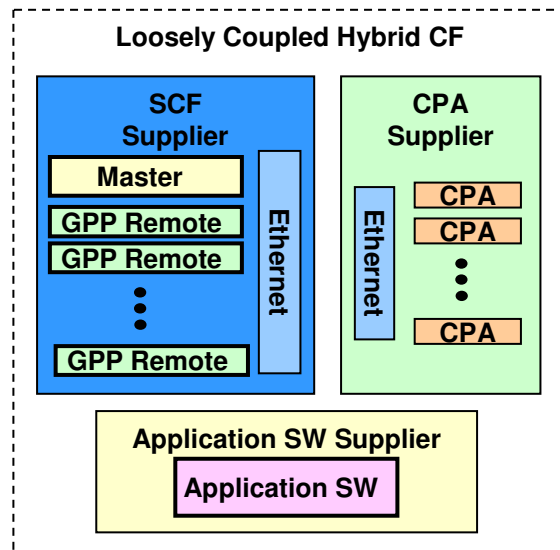 Loosely Coupled Hybrid CF
SCF
Supplier
Master
GPP Remote
GPP Remote
GPP Remote
Ethernet
CPA
Supplier
Ethernet
CPA
CPA
CPA
Application SW Supplier
Application SW